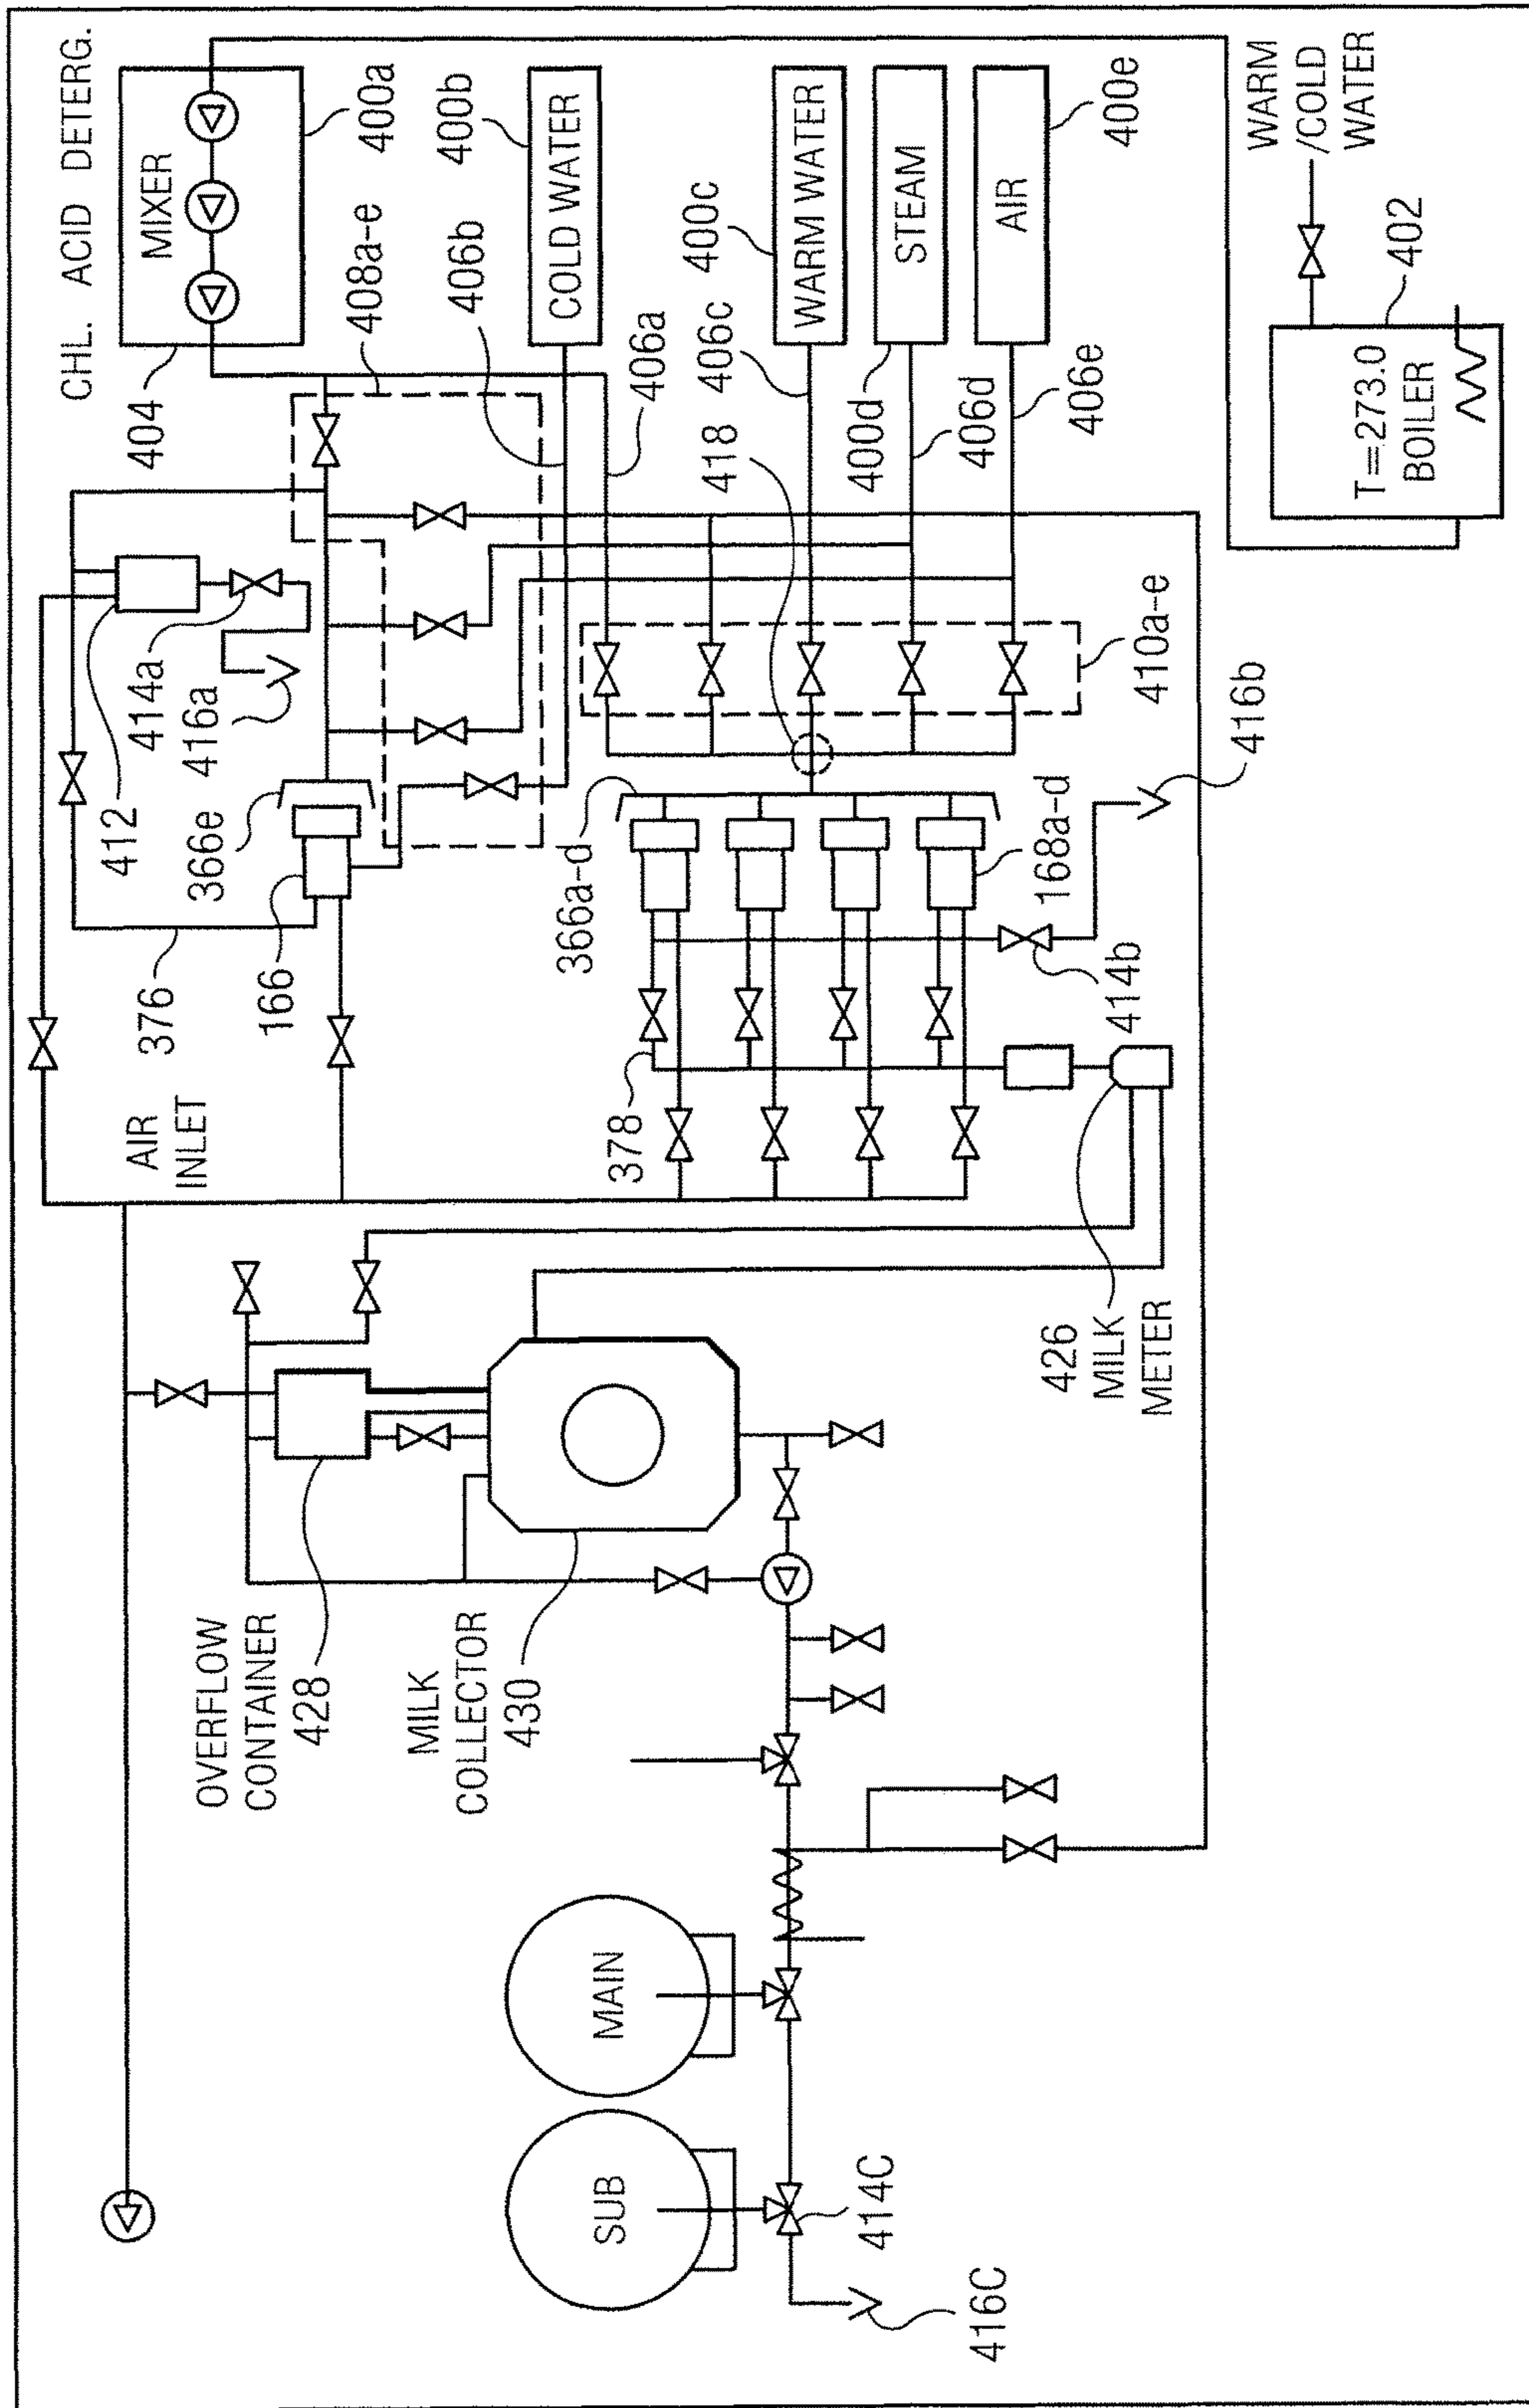 CHL. ACID DETERG.
MIXER
404
400a
COLD WATER
400b
408a-e
406b
406a
WARM WATER
400c
406c
STEAM
400d
406d
AIR
400e
406e
418
410a-e
WARM
/COLD
WATER
T=273.0
BOILER
402
412
414a
416a
366e
166
376
366a-d
168a-d
416b
414b
378
AIR
INLET
426
MILK
METER
OVERFLOW
CONTAINER
428
MILK
COLLECTOR
430
MAIN
SUB
414C
416C